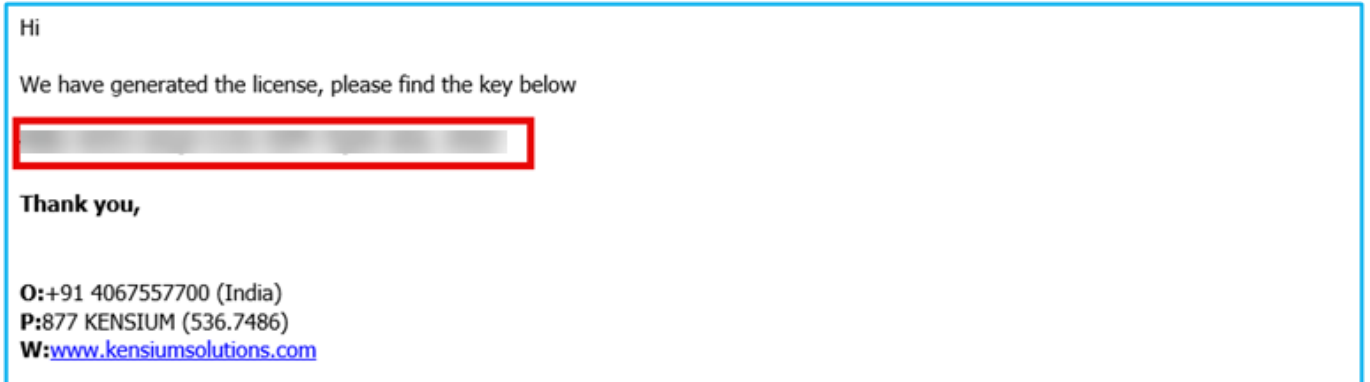 Hi
We have generated the license, please find the key below
Thank you,
O:+91 4067557700 (India)
P:877 KENSIUM (536.7486)
W:www.kensiumsolutions.com